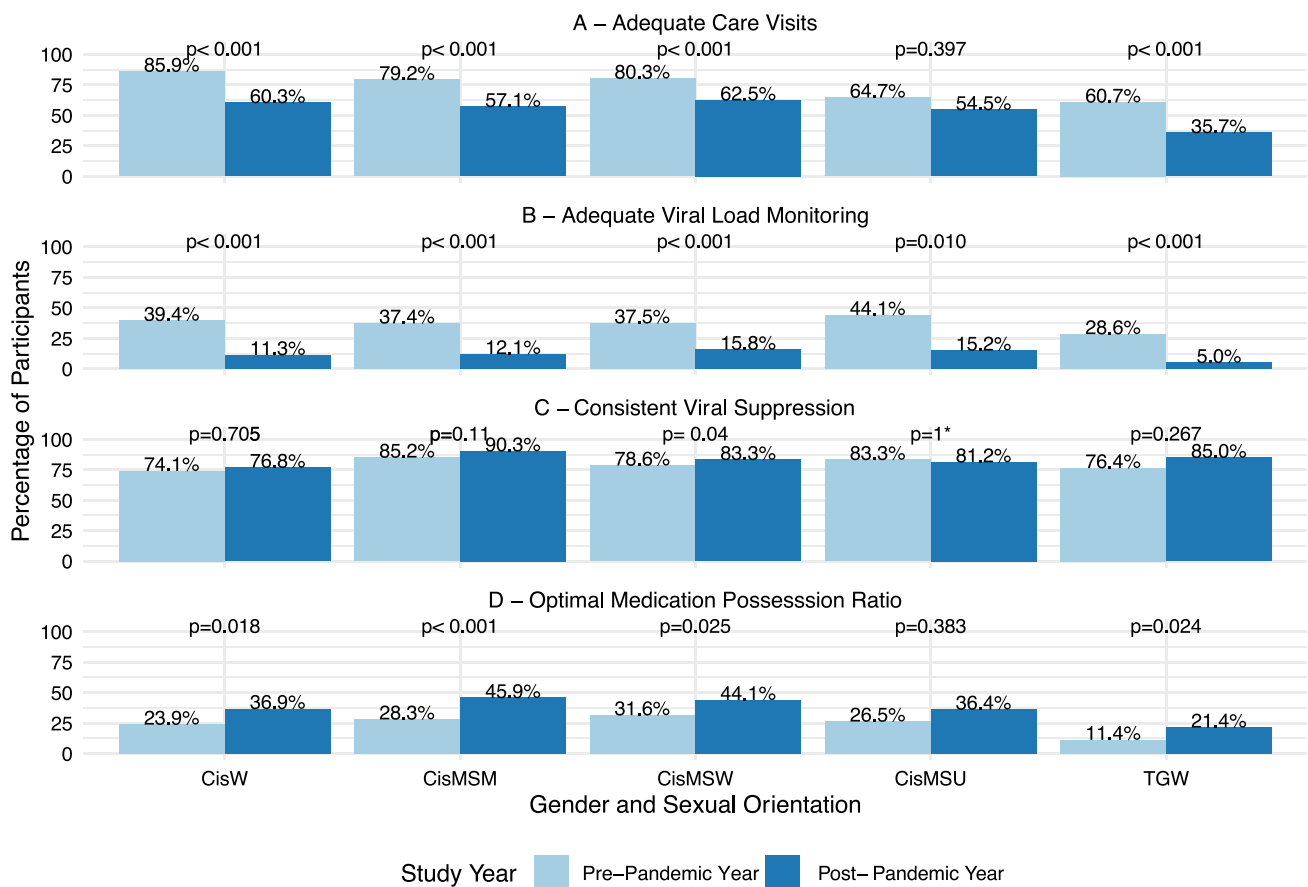 A – Adequate Care Visits
p< 0.001 p< 0.001 p< 0.001 p=0.397 p< 0.001
100
75
50
25
0
85.9% 60.3% 79.2% 57.1% 80.3% 62.5% 64.7% 54.5% 60.7% 35.7%
B – Adequate Viral Load Monitoring
p< 0.001 p< 0.001 p< 0.001 p=0.010 p< 0.001
100
75
50
25
0
39.4% 11.3% 37.4% 12.1% 37.5% 15.8% 44.1% 15.2% 28.6% 5.0%
Percentage of Participants
C – Consistent Viral Suppression
p=0.705 p=0.11 p= 0.04 p=1* p=0.267
100
75
50
25
0
74.1% 76.8% 85.2% 90.3% 78.6% 83.3% 83.3% 81.2% 76.4% 85.0%
D – Optimal Medication Possesssion Ratio
p=0.018 p< 0.001 p=0.025 p=0.383 p=0.024
100
75
50
25
0
23.9% 36.9% 28.3% 45.9% 31.6% 44.1% 26.5% 36.4% 11.4% 21.4%
CisW CisMSM CisMSW CisMSU TGW
Gender and Sexual Orientation
Study Year Pre–Pandemic Year Post– Pandemic Year